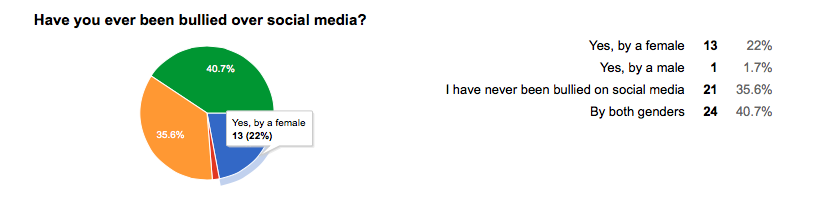 Have you ever been bullied over social media?
40.7%
35.6%
Yes, by a female
13 (22%)
Yes, by a female 13 22%
Yes, by a male 1 1.7%
I have never been bullied on social media 21 35.6%
By both genders 24 40.7%